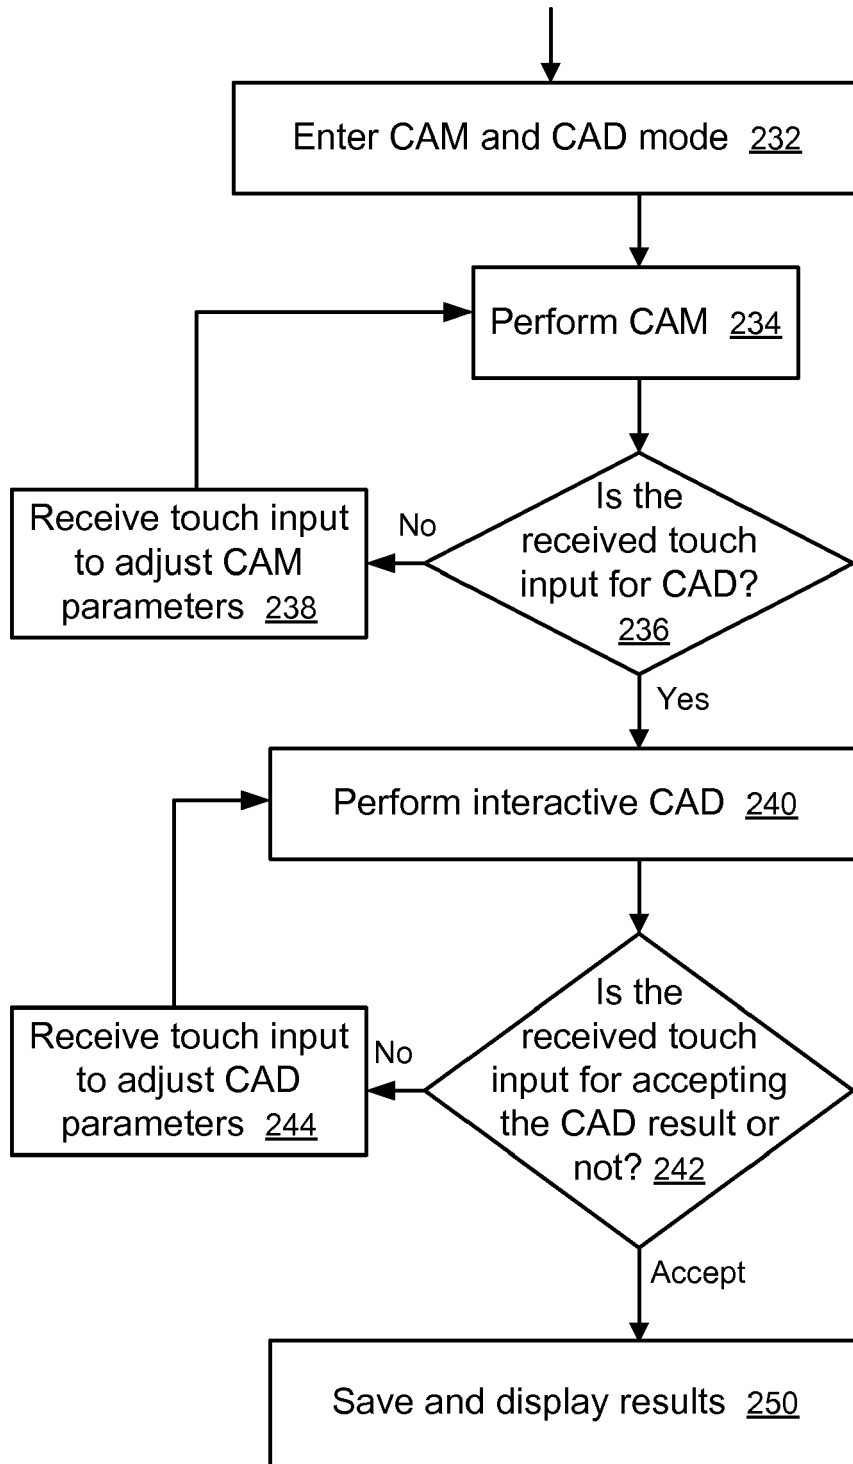 Enter CAM and CAD mode 232
Perform CAM 234
Is the
received touch
input for CAD?
236
No
Receive touch input
to adjust CAM
parameters 238
Yes
Perform interactive CAD 240
Is the
received touch
input for accepting
the CAD result or
not? 242
No
Receive touch input
to adjust CAD
parameters 244
Accept
Save and display results 250